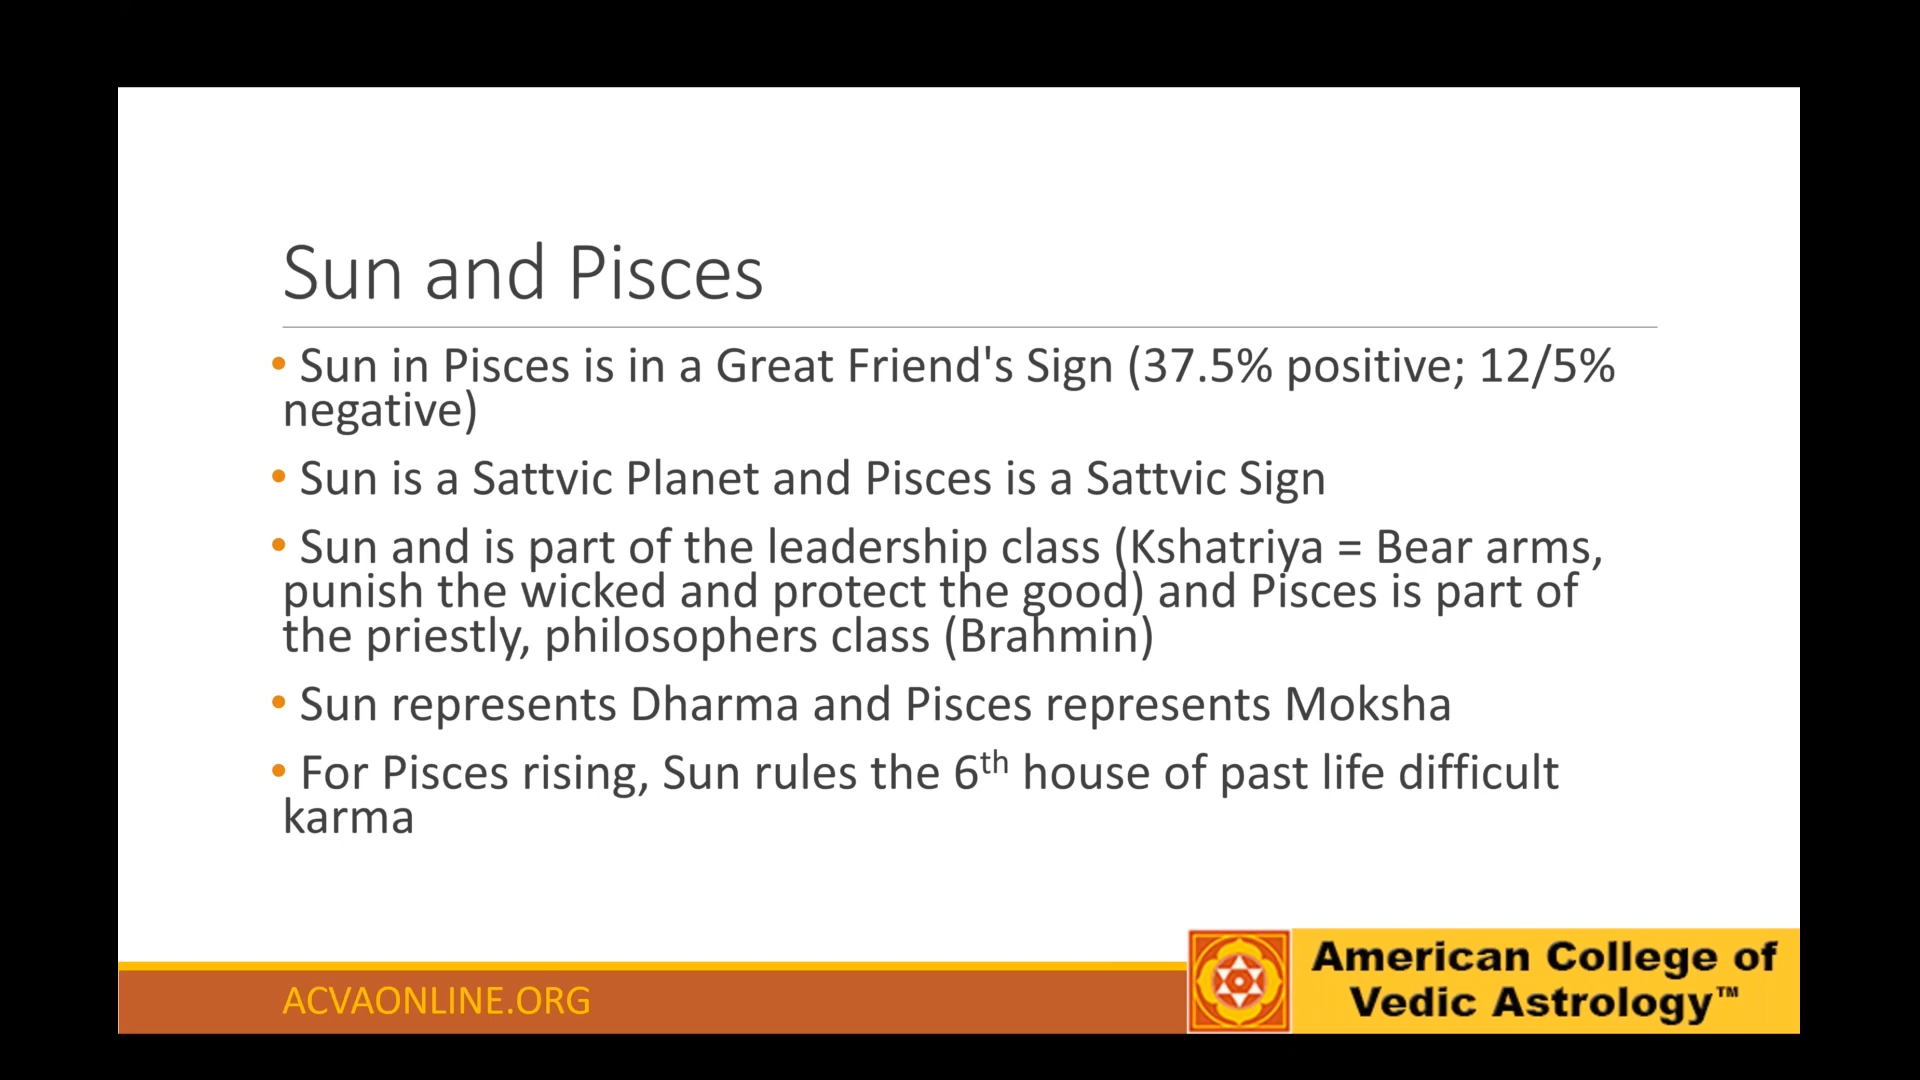 Sun and Pisces
• Sun in Pisces is in a Great Friend's Sign (37.5% positive; 12/5%
negative)
• Sun is a Sattvic Planet and Pisces is a Sattvic Sign
• Sun and is part of the leadership class (Kshatriya = Bear arms,
punish the wicked and protect the good) and Pisces is part of
the priestly, philosophers class (Brahmin)
• Sun represents Dharma and Pisces represents Moksha
• For Pisces rising, Sun rules the 6th house of past life difficult
karma
ACVAONLINE.ORG
American College of
Vedic Astrology™